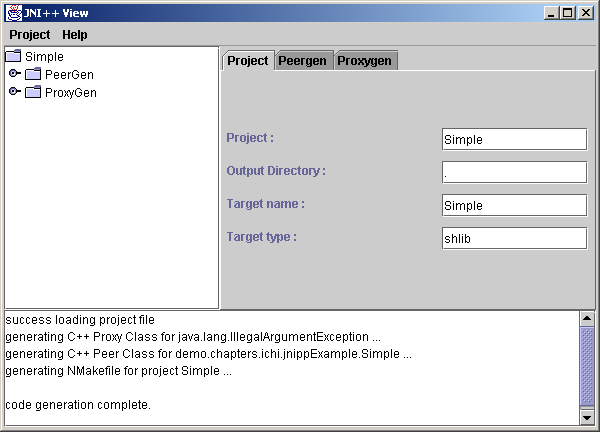 JNI++ View
Project Help
Simple
PeerGen
ProxyGen
Project Peergen Proxygen
Project : Simple
Output Directory : .
Target name : Simple
Target type : shlib
success loading project file
generating C++ Proxy Class for java.lang.IllegalArgumentException ...
generating C++ Peer Class for demo.chapters.ichi.jnippExample.Simple ...
generating NMakefile for project Simple ...
code generation complete.